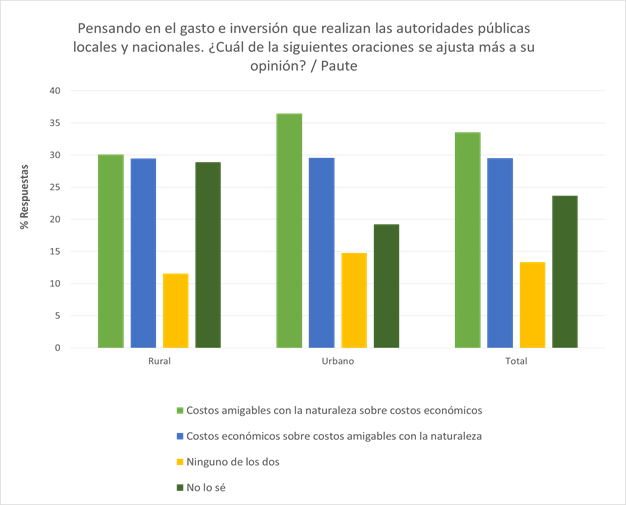 Pensando en el gasto e inversión que realizan las autoridades públicas
locales y nacionales. ¿Cuál de la siguientes oraciones se ajusta más a su
opinión? / Paute
40
35
30
25
20
15
10
5
0
% Respuestas
Rural
Urbano
Total
Costos amigables con la naturaleza sobre costos económicos
Costos económicos sobre costos amigables con la naturaleza
Ninguno de los dos
No lo sé